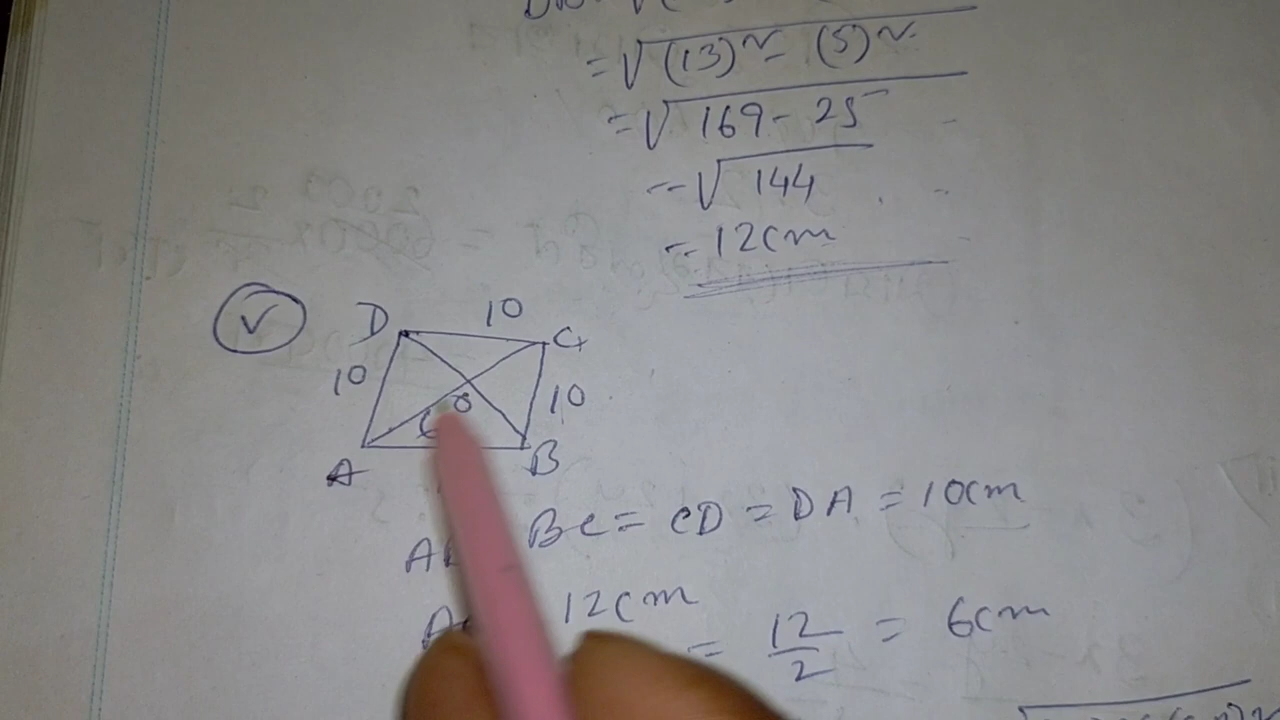 = √(13)² - (5)²
= √169 - 25
= √144
= 12cm
(v)
D 10 C
10 O 10
6
A B
BC = CD = DA = 10cm
12cm
= 12/2 = 6cm